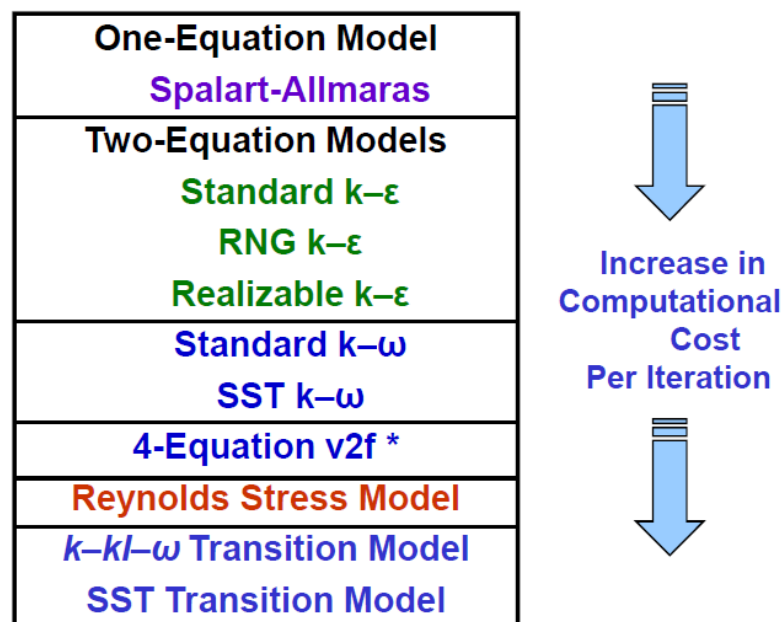 One-Equation Model
Spalart-Allmaras
Two-Equation Models
Standard k–ε
RNG k–ε
Realizable k–ε
Standard k–ω
SST k–ω
4-Equation v2f *
Reynolds Stress Model
k–kl–ω Transition Model
SST Transition Model
Increase in
Computational
Cost
Per Iteration